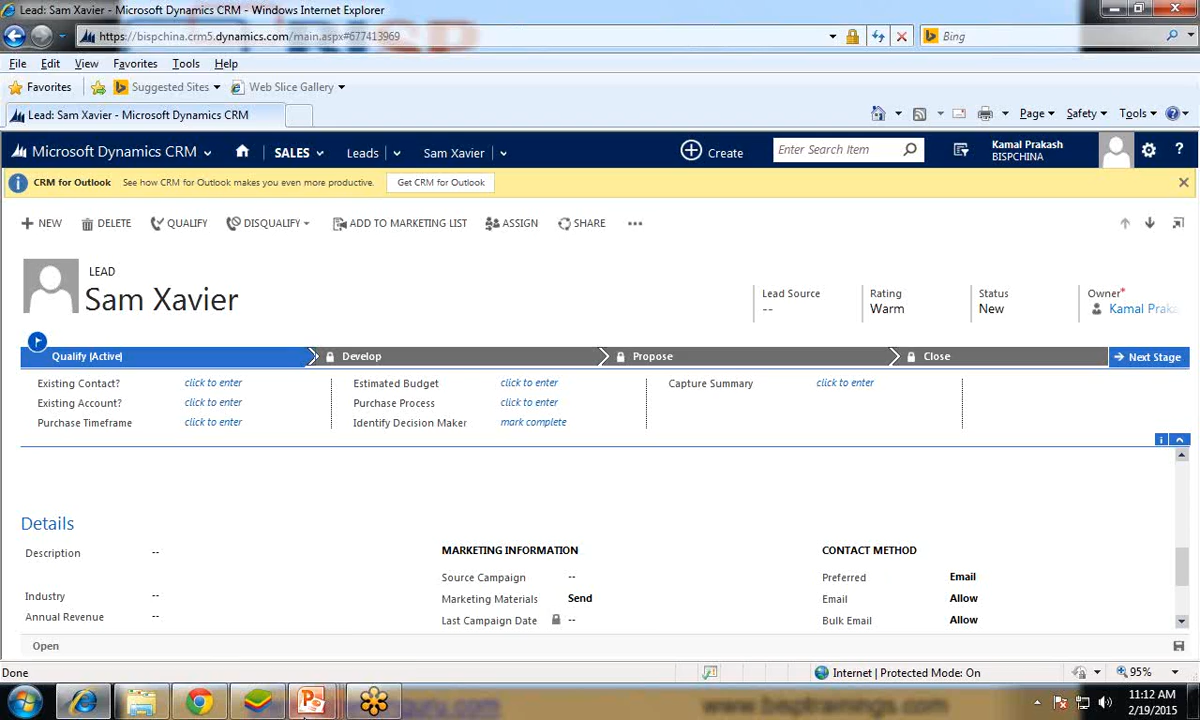 Lead: Sam Xavier - Microsoft Dynamics CRM - Windows Internet Explorer
https://bispchina.crm5.dynamics.com/main.aspx#677413969
Bing
File Edit View Favorites Tools Help
Favorites Suggested Sites Web Slice Gallery
Lead: Sam Xavier - Microsoft Dynamics CRM
Page Safety Tools
Microsoft Dynamics CRM SALES Leads Sam Xavier Create Enter Search Item Kamal Prakash
BISPCHINA
CRM for Outlook See how CRM for Outlook makes you even more productive. Get CRM for Outlook
NEW DELETE QUALIFY DISQUALIFY ADD TO MARKETING LIST ASSIGN SHARE •••
LEAD
Sam Xavier
Lead Source Rating Status Owner*
-- Warm New Kamal Praka
Qualify (Active) Develop Propose Close Next Stage
Existing Contact? click to enter Estimated Budget click to enter Capture Summary click to enter
Existing Account? click to enter Purchase Process click to enter
Purchase Timeframe click to enter Identify Decision Maker mark complete
Details
Description -- MARKETING INFORMATION CONTACT METHOD
Source Campaign -- Preferred Email
Industry -- Marketing Materials Send Email Allow
Annual Revenue -- Last Campaign Date -- Bulk Email Allow
Open
Done Internet | Protected Mode: On 95%
guru.com www.bisptrainings.com
11:12 AM
2/19/2015